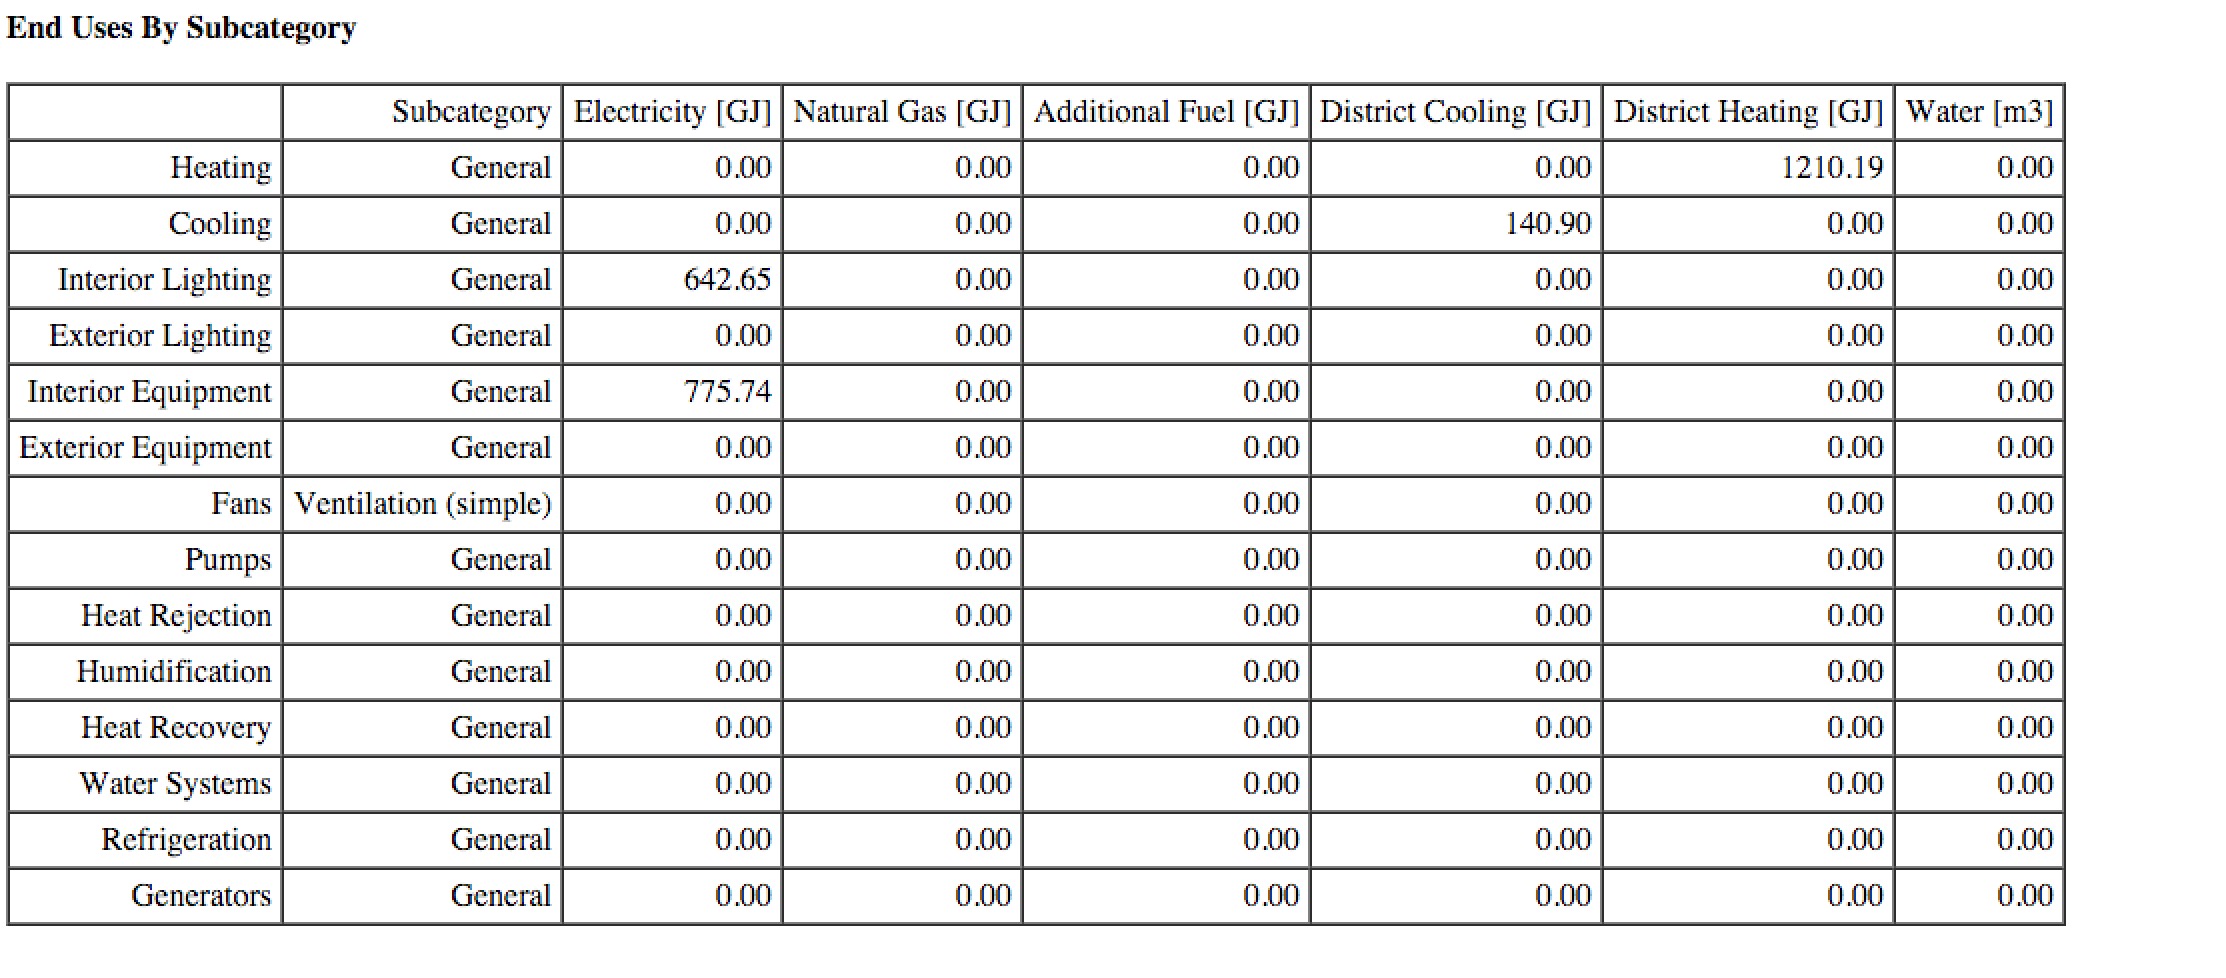 End Uses By Subcategory
Subcategory Electricity [GJ] Natural Gas [GJ] Additional Fuel [GJ] District Cooling [GJ] District Heating [GJ] Water [m3]
Heating General 0.00 0.00 0.00 0.00 1210.19 0.00
Cooling General 0.00 0.00 0.00 140.90 0.00 0.00
Interior Lighting General 642.65 0.00 0.00 0.00 0.00 0.00
Exterior Lighting General 0.00 0.00 0.00 0.00 0.00 0.00
Interior Equipment General 775.74 0.00 0.00 0.00 0.00 0.00
Exterior Equipment General 0.00 0.00 0.00 0.00 0.00 0.00
Fans Ventilation (simple) 0.00 0.00 0.00 0.00 0.00 0.00
Pumps General 0.00 0.00 0.00 0.00 0.00 0.00
Heat Rejection General 0.00 0.00 0.00 0.00 0.00 0.00
Humidification General 0.00 0.00 0.00 0.00 0.00 0.00
Heat Recovery General 0.00 0.00 0.00 0.00 0.00 0.00
Water Systems General 0.00 0.00 0.00 0.00 0.00 0.00
Refrigeration General 0.00 0.00 0.00 0.00 0.00 0.00
Generators General 0.00 0.00 0.00 0.00 0.00 0.00